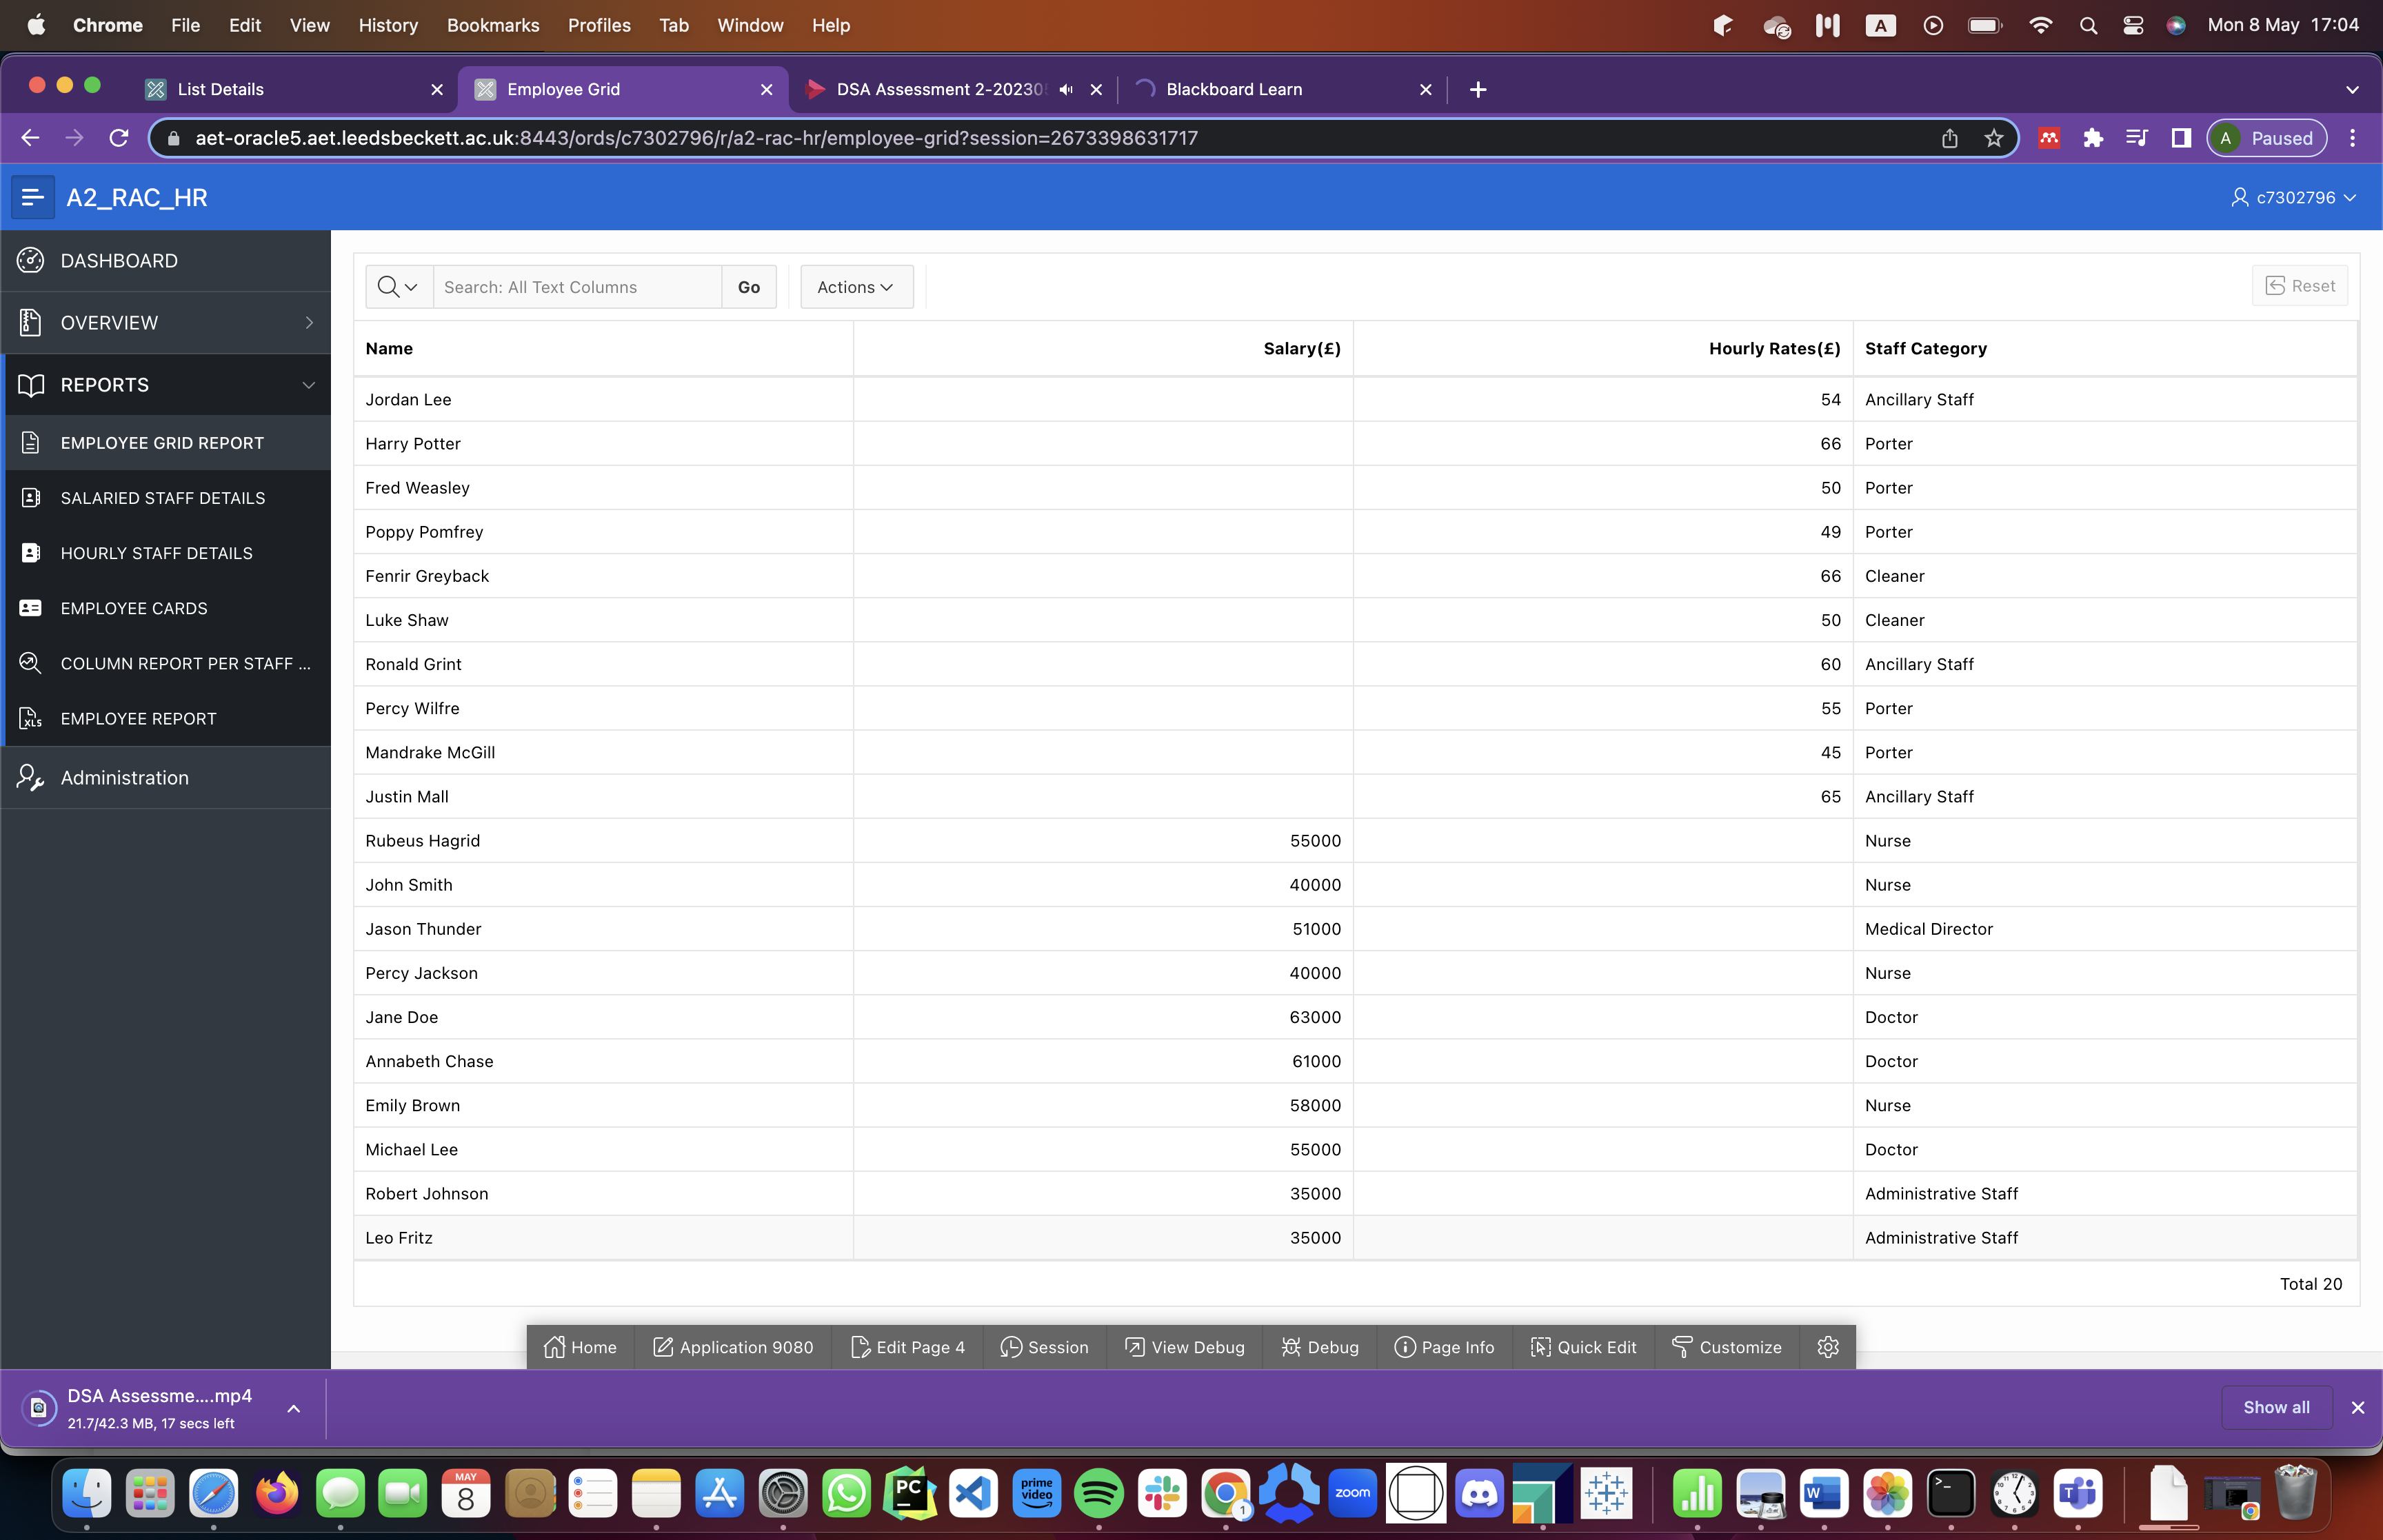 Chrome File Edit View History Bookmarks Profiles Tab Window Help A Mon 8 May 17:04
List Details Employee Grid DSA Assessment 2-20230 Blackboard Learn
aet-oracle5.aet.leedsbeckett.ac.uk:8443/ords/c7302796/r/a2-rac-hr/employee-grid?session=2673398631717 A Paused
A2_RAC_HR c7302796
DASHBOARD
OVERVIEW
REPORTS
EMPLOYEE GRID REPORT
SALARIED STAFF DETAILS
HOURLY STAFF DETAILS
EMPLOYEE CARDS
COLUMN REPORT PER STAFF ...
XLS EMPLOYEE REPORT
Administration
Search: All Text Columns Go Actions Reset
Name Salary(£) Hourly Rates(£) Staff Category
Jordan Lee 54 Ancillary Staff
Harry Potter 66 Porter
Fred Weasley 50 Porter
Poppy Pomfrey 49 Porter
Fenrir Greyback 66 Cleaner
Luke Shaw 50 Cleaner
Ronald Grint 60 Ancillary Staff
Percy Wilfre 55 Porter
Mandrake McGill 45 Porter
Justin Mall 65 Ancillary Staff
Rubeus Hagrid 55000 Nurse
John Smith 40000 Nurse
Jason Thunder 51000 Medical Director
Percy Jackson 40000 Nurse
Jane Doe 63000 Doctor
Annabeth Chase 61000 Doctor
Emily Brown 58000 Nurse
Michael Lee 55000 Doctor
Robert Johnson 35000 Administrative Staff
Leo Fritz 35000 Administrative Staff
Total 20
Home Application 9080 Edit Page 4 Session View Debug Debug Page Info Quick Edit Customize
DSA Assessme....mp4
21.7/42.3 MB, 17 secs left
Show all
MAY
8
PC
prime
video
1
zoom
W
T